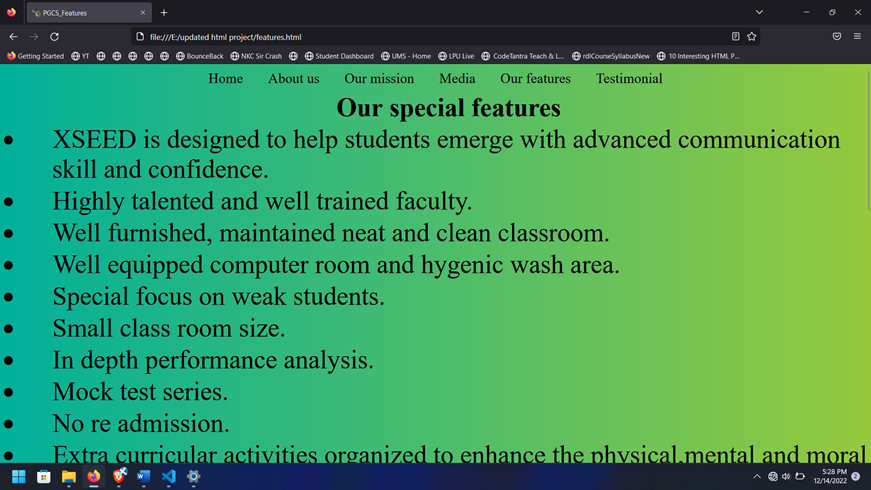 PGCS_Features
file:///E:/updated html project/features.html
Getting Started YT BounceBack NKC Sir Crash Student Dashboard UMS - Home LPU Live CodeTantra Teach & L... rdlCourseSyllabusNew 10 Interesting HTML P...
Home About us Our mission Media Our features Testimonial
Our special features
XSEED is designed to help students emerge with advanced communication
skill and confidence.
Highly talented and well trained faculty.
Well furnished, maintained neat and clean classroom.
Well equipped computer room and hygenic wash area.
Special focus on weak students.
Small class room size.
In depth performance analysis.
Mock test series.
No re admission.
Extra curricular activities organized to enhance the physical,mental and moral
5:28 PM
12/14/2022
2